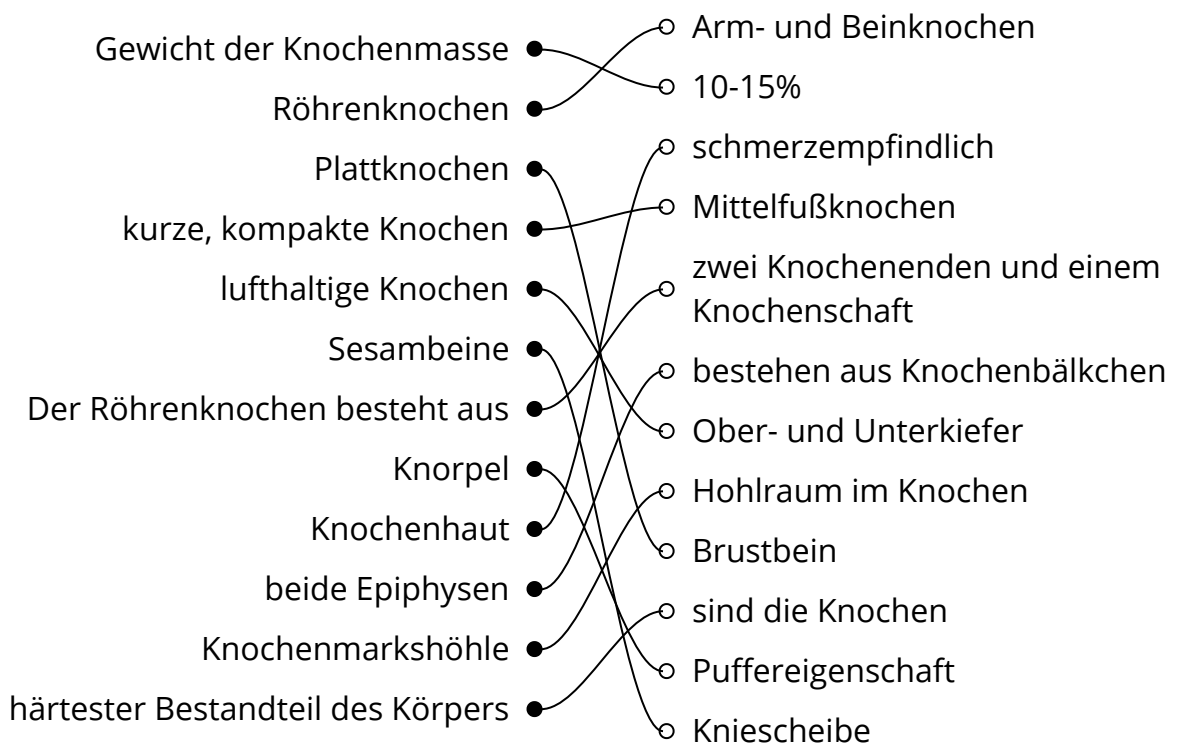 Gewicht der Knochenmasse
Röhrenknochen
Plattknochen
kurze, kompakte Knochen
lufthaltige Knochen
Sesambeine
Der Röhrenknochen besteht aus
Knorpel
Knochenhaut
beide Epiphysen
Knochenmarkshöhle
härtester Bestandteil des Körpers
Arm- und Beinknochen
10-15%
schmerzempfindlich
Mittelfußknochen
zwei Knochenenden und einem
Knochenschaft
bestehen aus Knochenbälkchen
Ober- und Unterkiefer
Hohlraum im Knochen
Brustbein
sind die Knochen
Puffereigenschaft
Kniescheibe